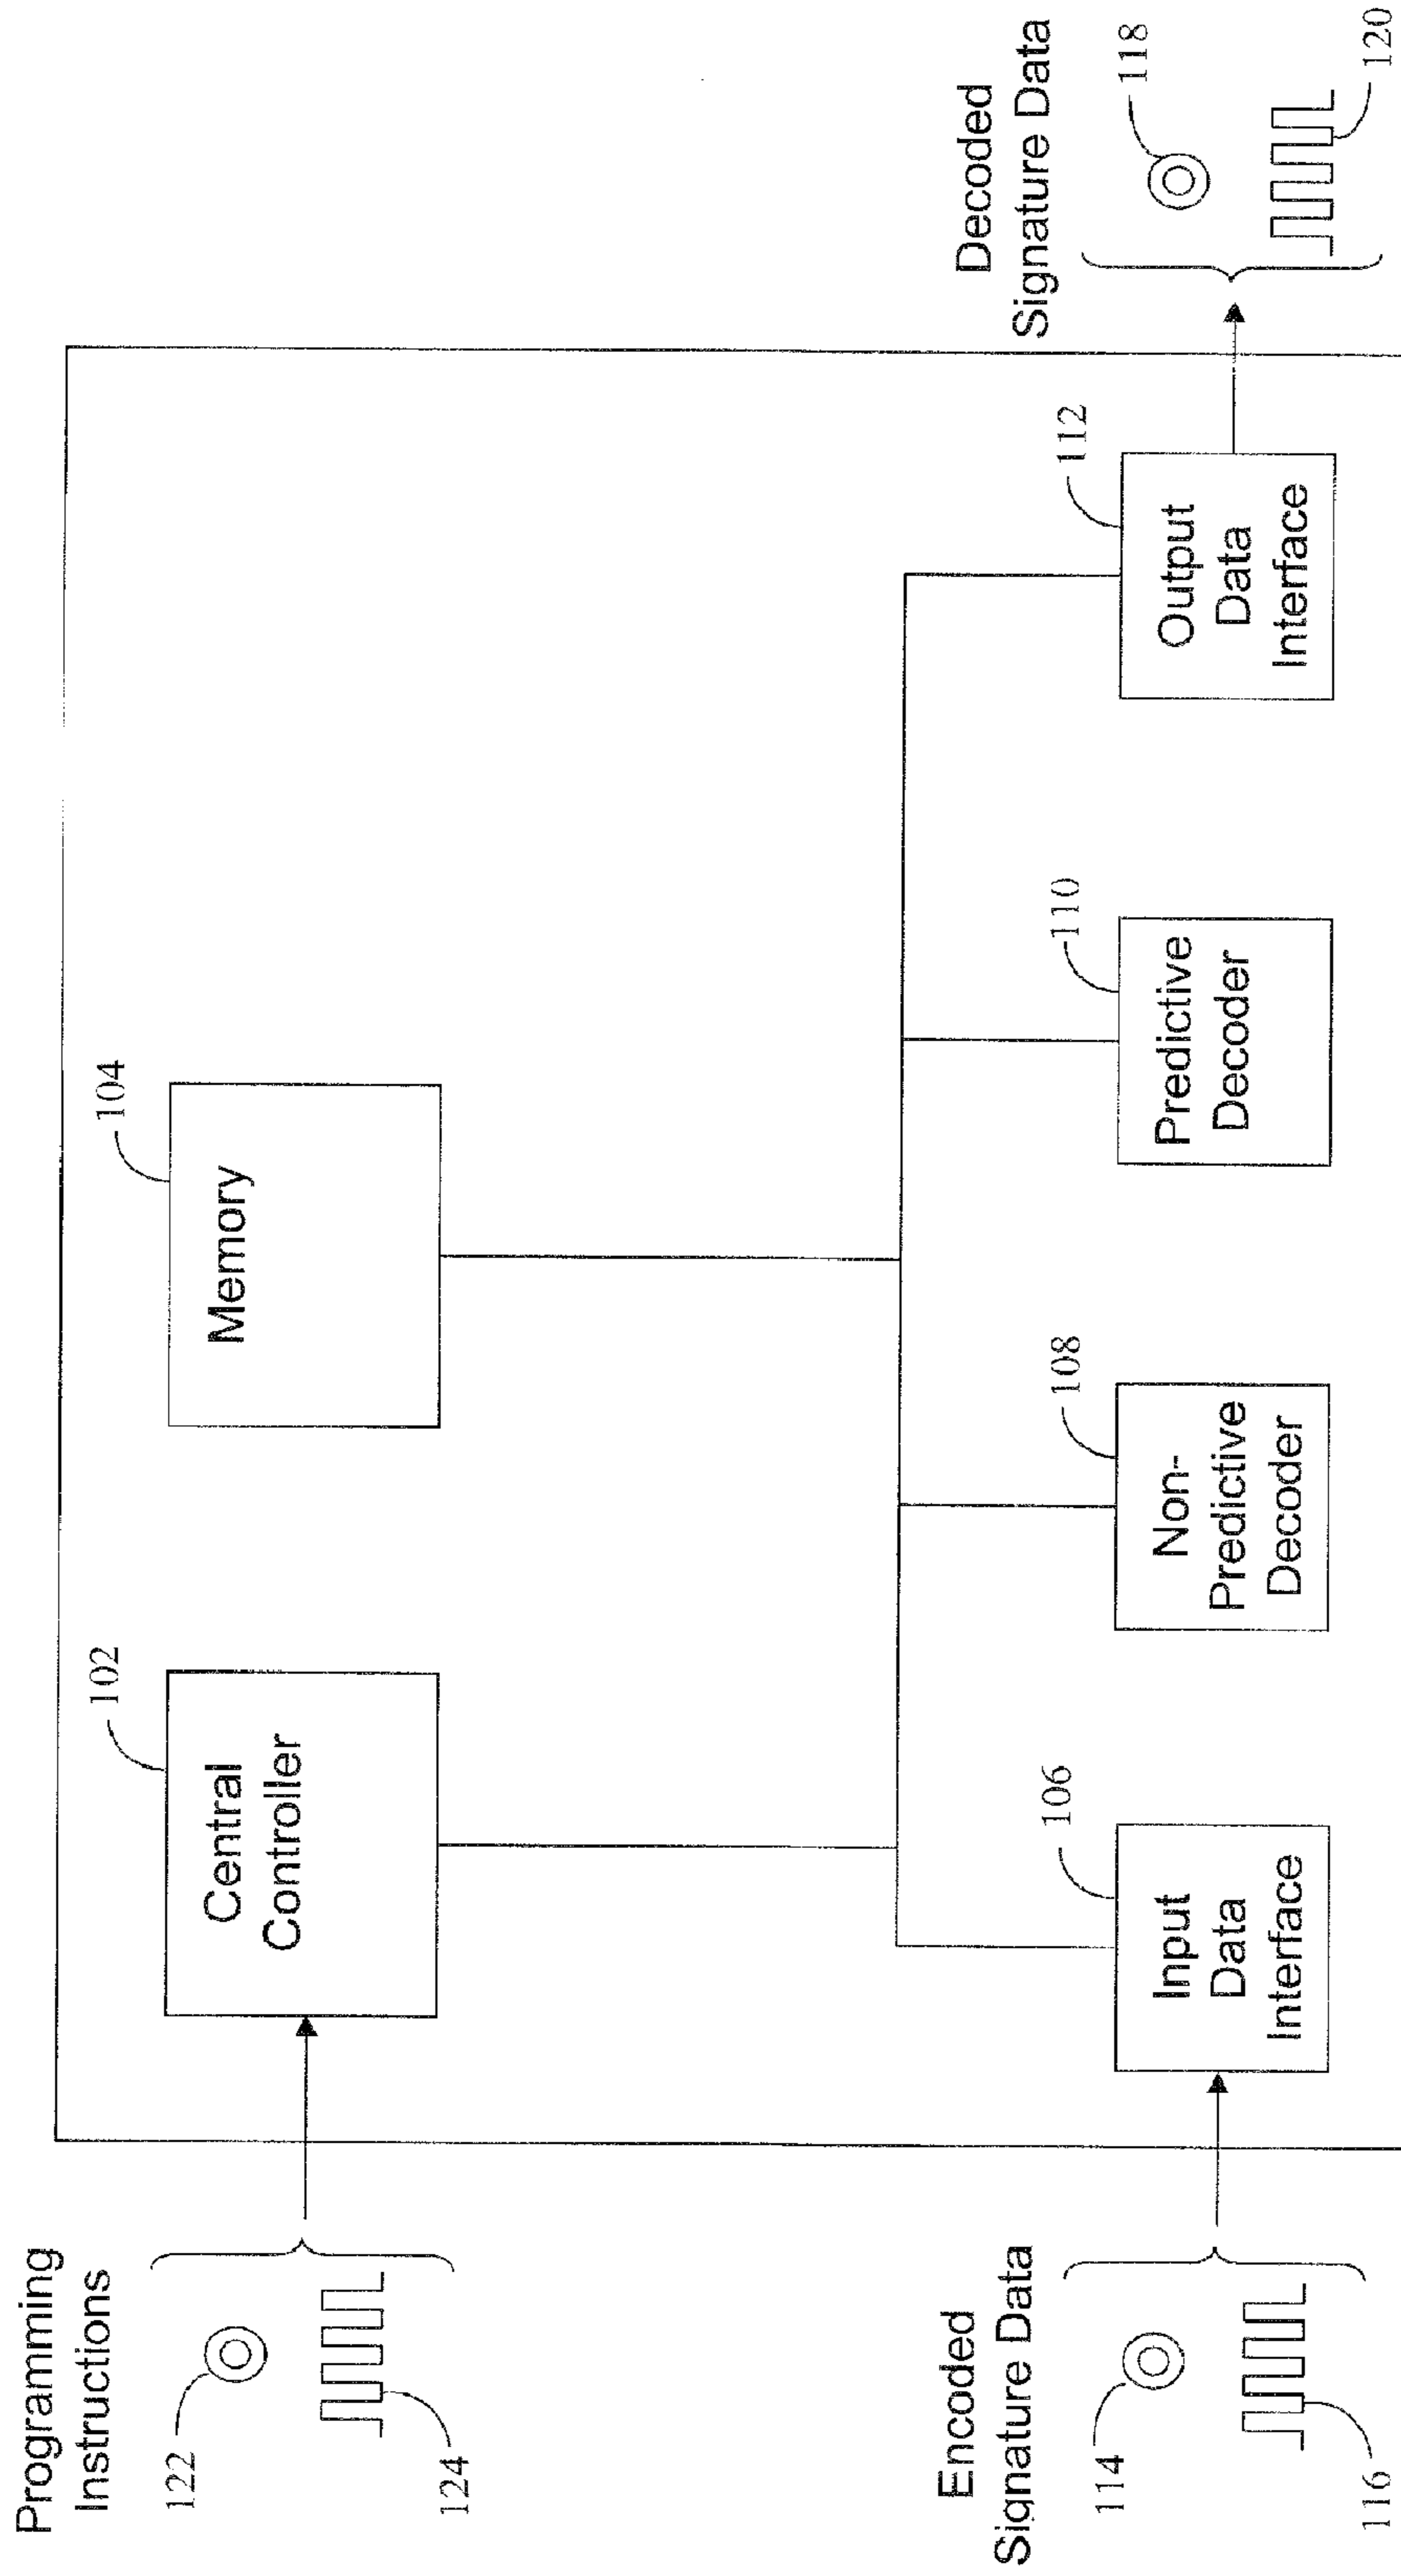 Programming
Instructions
122
124
102
Central
Controller
104
Memory
Encoded
Signature Data
114
116
106
Input
Data
Interface
108
Non-
Predictive
Decoder
110
Predictive
Decoder
112
Output
Data
Interface
Decoded
Signature Data
118
120